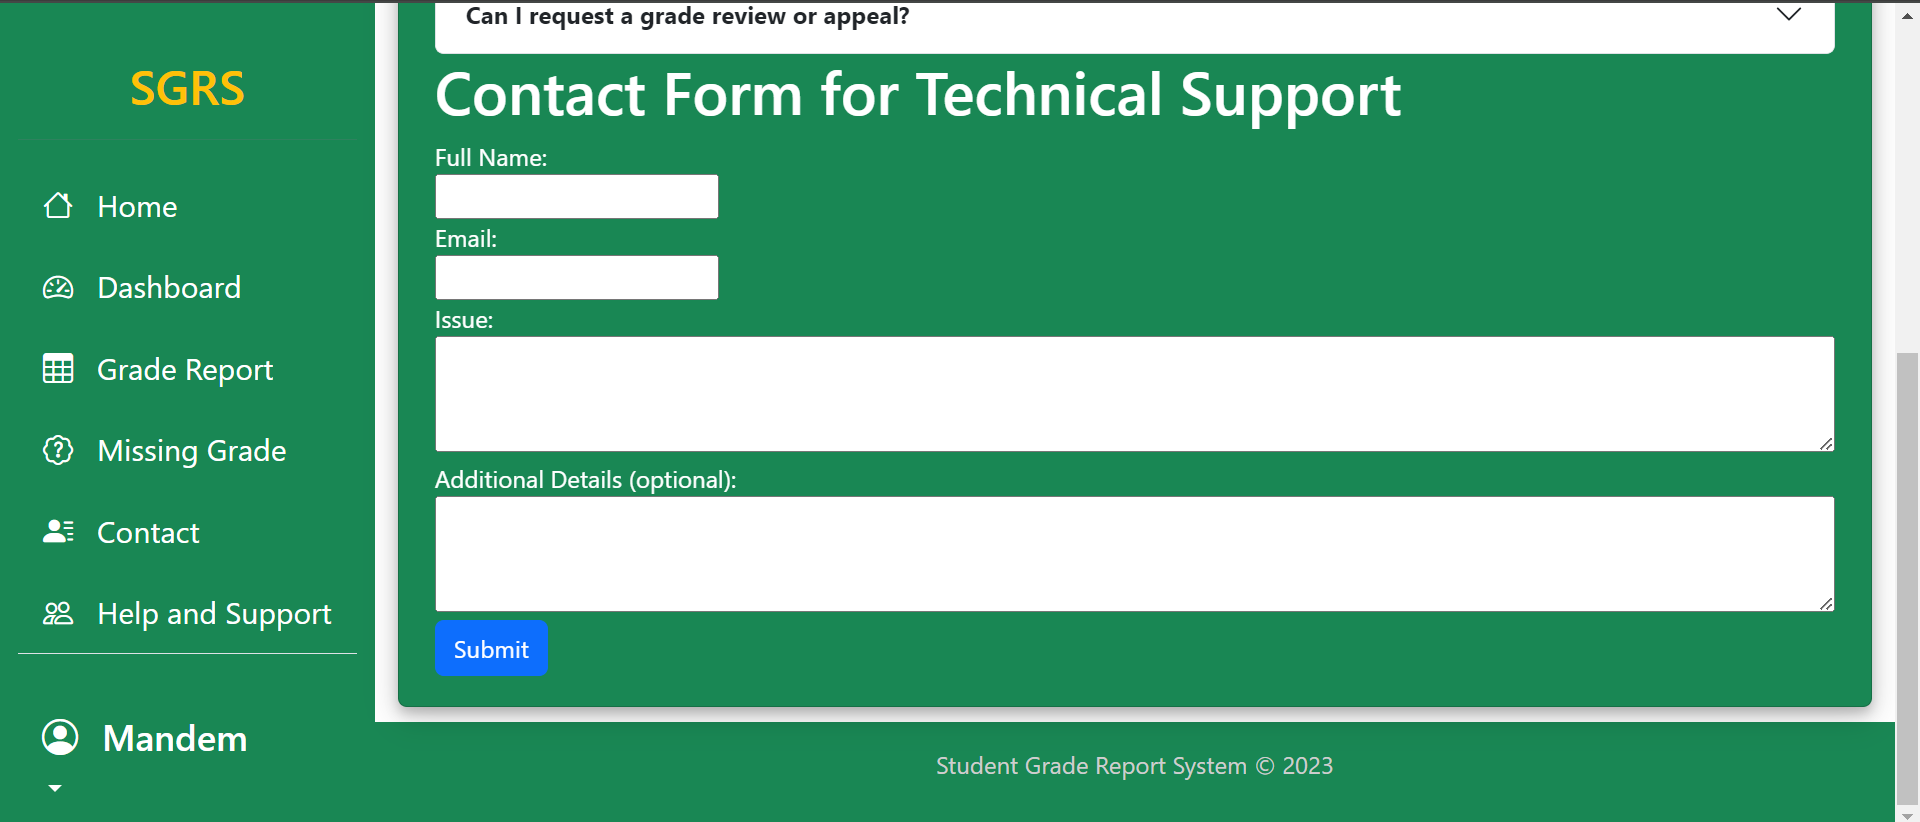 SGRS
Home
Dashboard
Grade Report
Missing Grade
Contact
Help and Support
Mandem
Can I request a grade review or appeal?
Contact Form for Technical Support
Full Name:
Email:
Issue:
Additional Details (optional):
Submit
Student Grade Report System © 2023